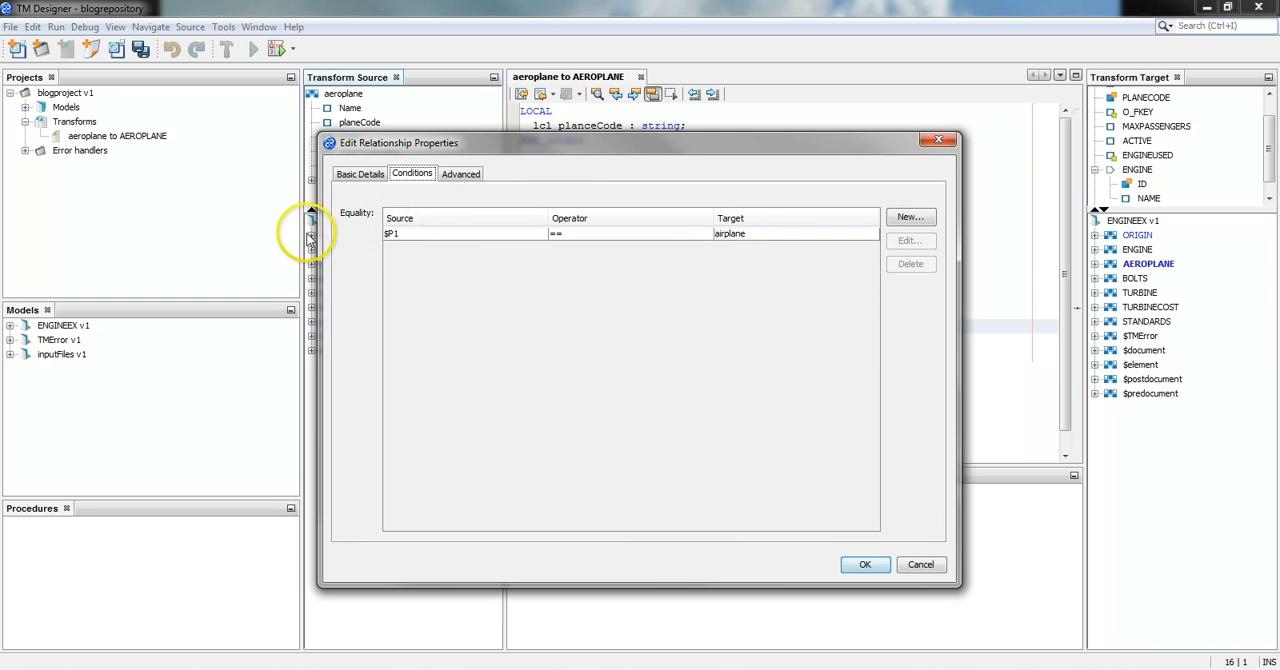 TM Designer - blogrepository
File Edit Run Debug View Navigate Source Tools Window Help
Search (Ctrl+I)
Projects
blogproject v1
Models
Transforms
aeroplane to AEROPLANE
Error handlers
Models
ENGINEEX v1
TMError v1
inputFiles v1
Procedures
Transform Source
aeroplane
Name
planeCode
aeroplane to AEROPLANE
LOCAL
lcl_planceCode : string;
Edit Relationship Properties
Basic Details Conditions Advanced
Equality:
Source Operator Target
$P1 == airplane
New...
Edit...
Delete
OK Cancel
Transform Target
PLANECODE
O_FKEY
MAXPASSENGERS
ACTIVE
ENGINEUSED
ENGINE
ID
NAME
ENGINEEX v1
ORIGIN
ENGINE
AEROPLANE
BOLTS
TURBINE
TURBINECOST
STANDARDS
$TMError
$document
$element
$postdocument
$predocument
16 | 1 INS